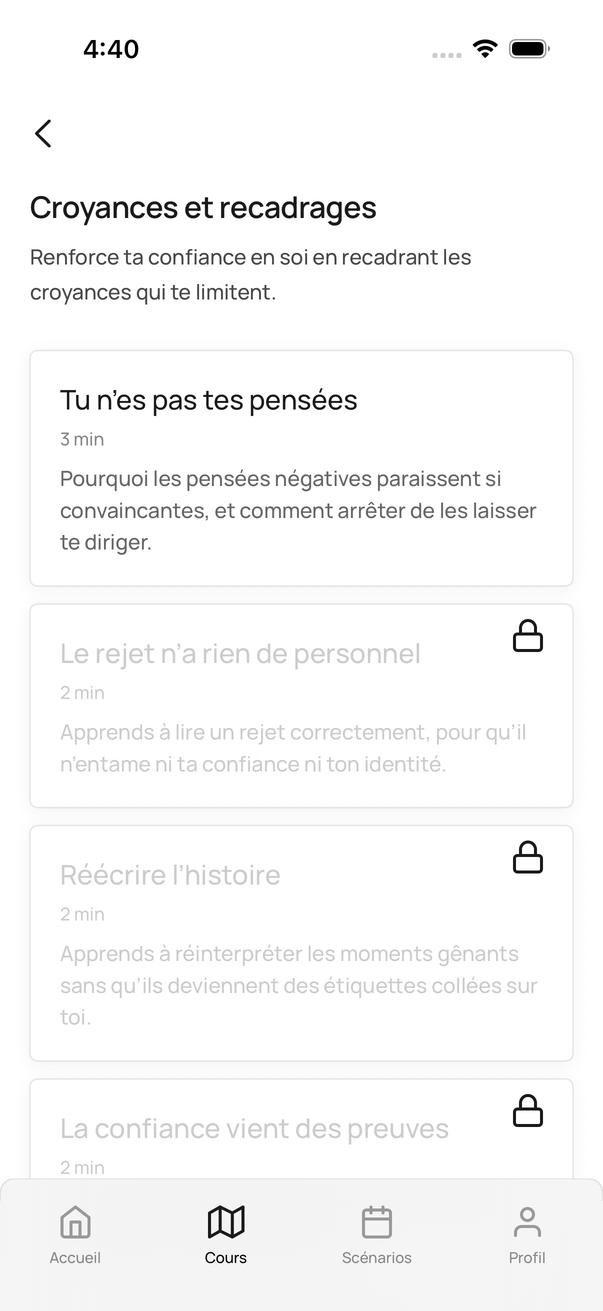 4:40
Croyances et recadrages
Renforce ta confiance en soi en recadrant les
croyances qui te limitent.
Tu n’es pas tes pensées
3 min
Pourquoi les pensées négatives paraissent si
convaincantes, et comment arrêter de les laisser
te diriger.
Le rejet n’a rien de personnel
2 min
Apprends à lire un rejet correctement, pour qu’il
n’entame ni ta confiance ni ton identité.
Réécrire l’histoire
2 min
Apprends à réinterpréter les moments gênants
sans qu’ils deviennent des étiquettes collées sur
toi.
La confiance vient des preuves
2 min
Accueil
Cours
Scénarios
Profil